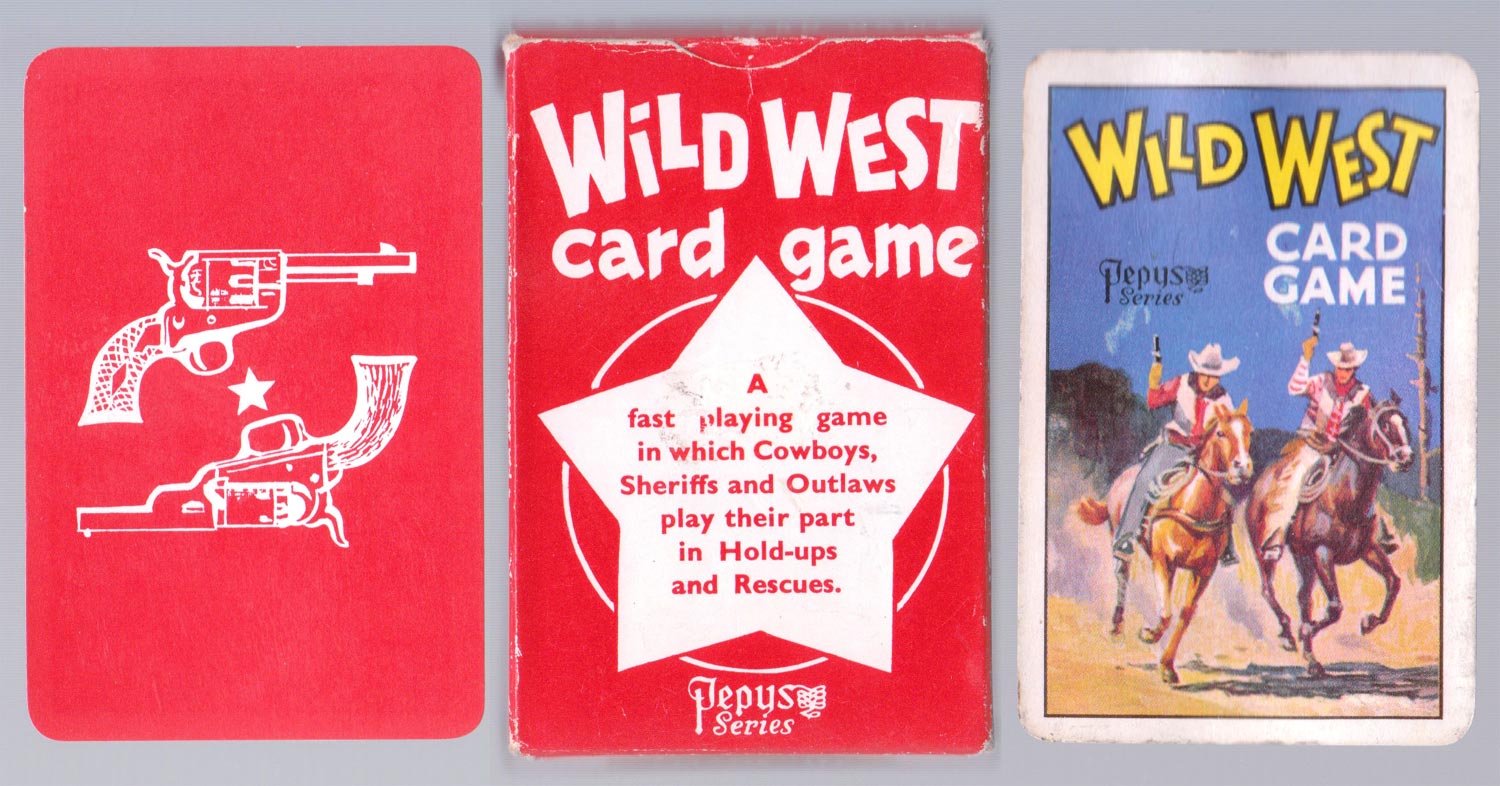 WiLD WEST
card game
A
fast playing game
in which Cowboys,
Sheriffs and Outlaws
play their part
in Hold-ups
and Rescues.
Pepys
Series
WiLD WEST
CARD
GAME
Pepys
Series